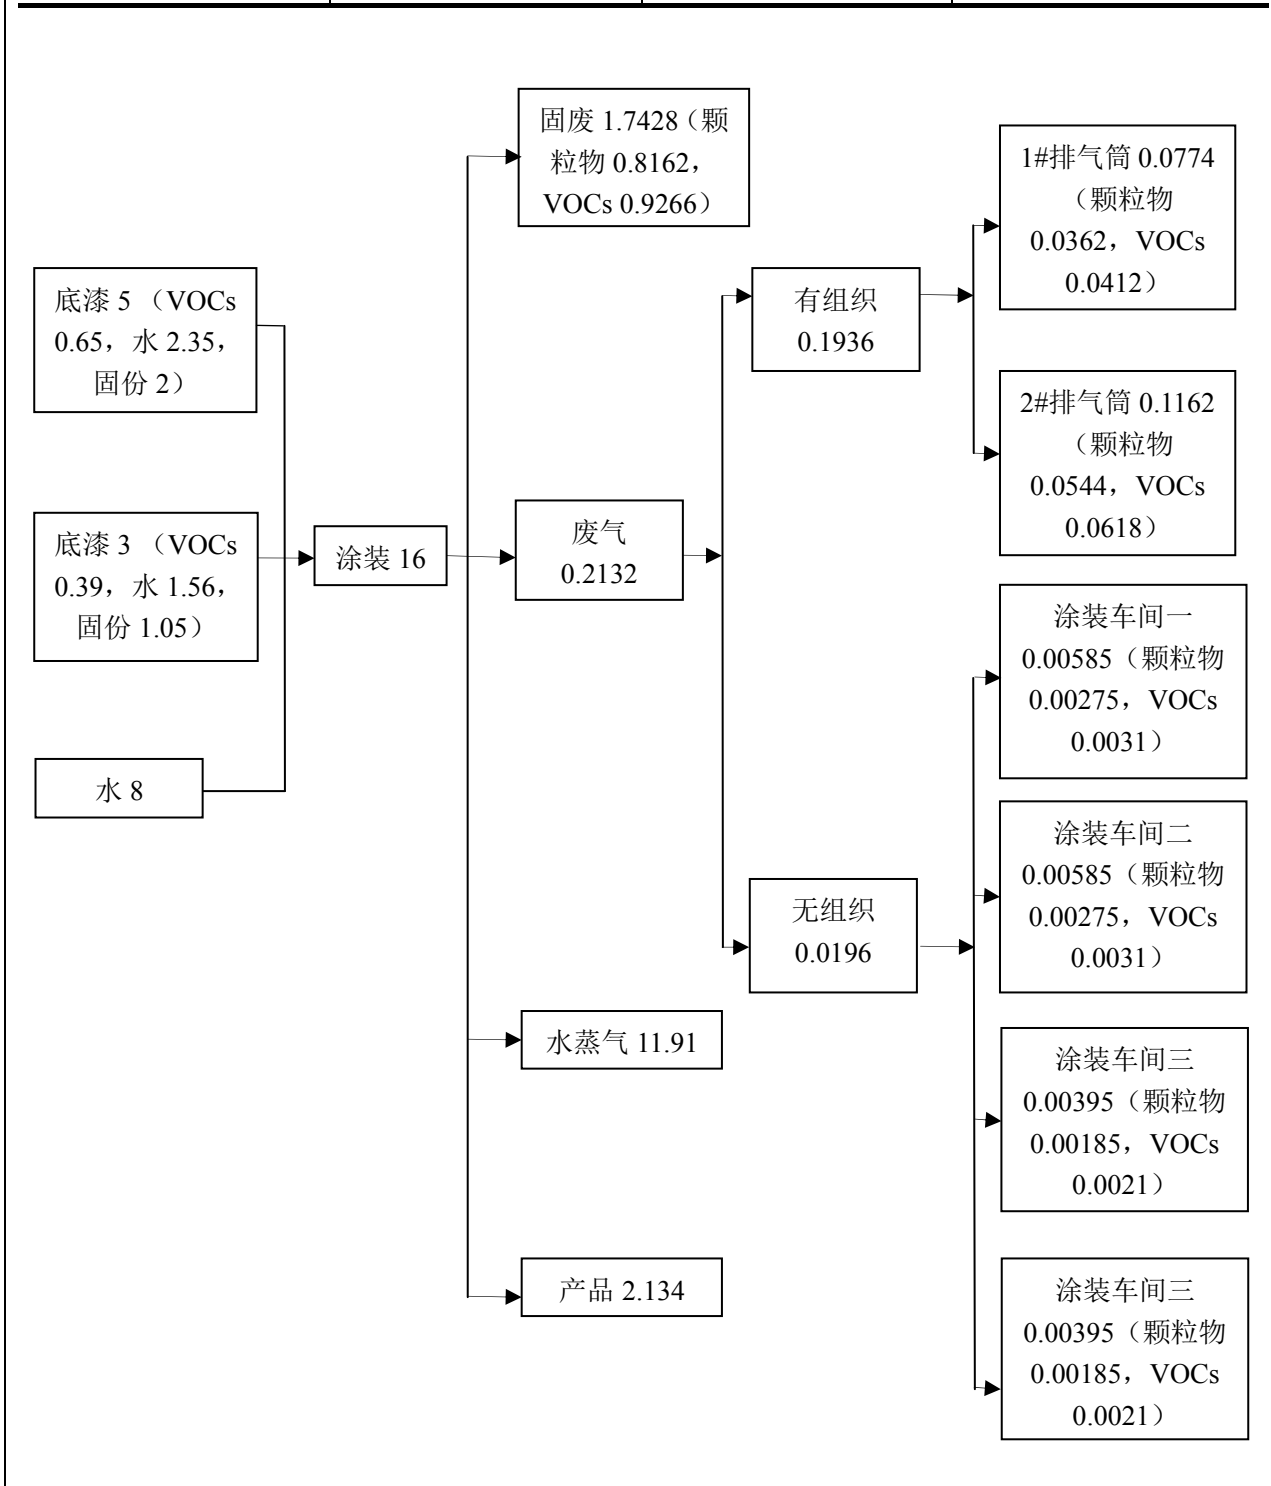 底漆 5 （VOCs
0.65，水 2.35，
固份 2）
底漆 3 （VOCs
0.39，水 1.56，
固份 1.05）
水 8
涂装 16
固废 1.7428（颗
粒物 0.8162，
VOCs 0.9266）
废气
0.2132
水蒸气 11.91
产品 2.134
有组织
0.1936
无组织
0.0196
1#排气筒 0.0774
（颗粒物
0.0362，VOCs
0.0412）
2#排气筒 0.1162
（颗粒物
0.0544，VOCs
0.0618）
涂装车间一
0.00585（颗粒物
0.00275，VOCs
0.0031）
涂装车间二
0.00585（颗粒物
0.00275，VOCs
0.0031）
涂装车间三
0.00395（颗粒物
0.00185，VOCs
0.0021）
涂装车间三
0.00395（颗粒物
0.00185，VOCs
0.0021）